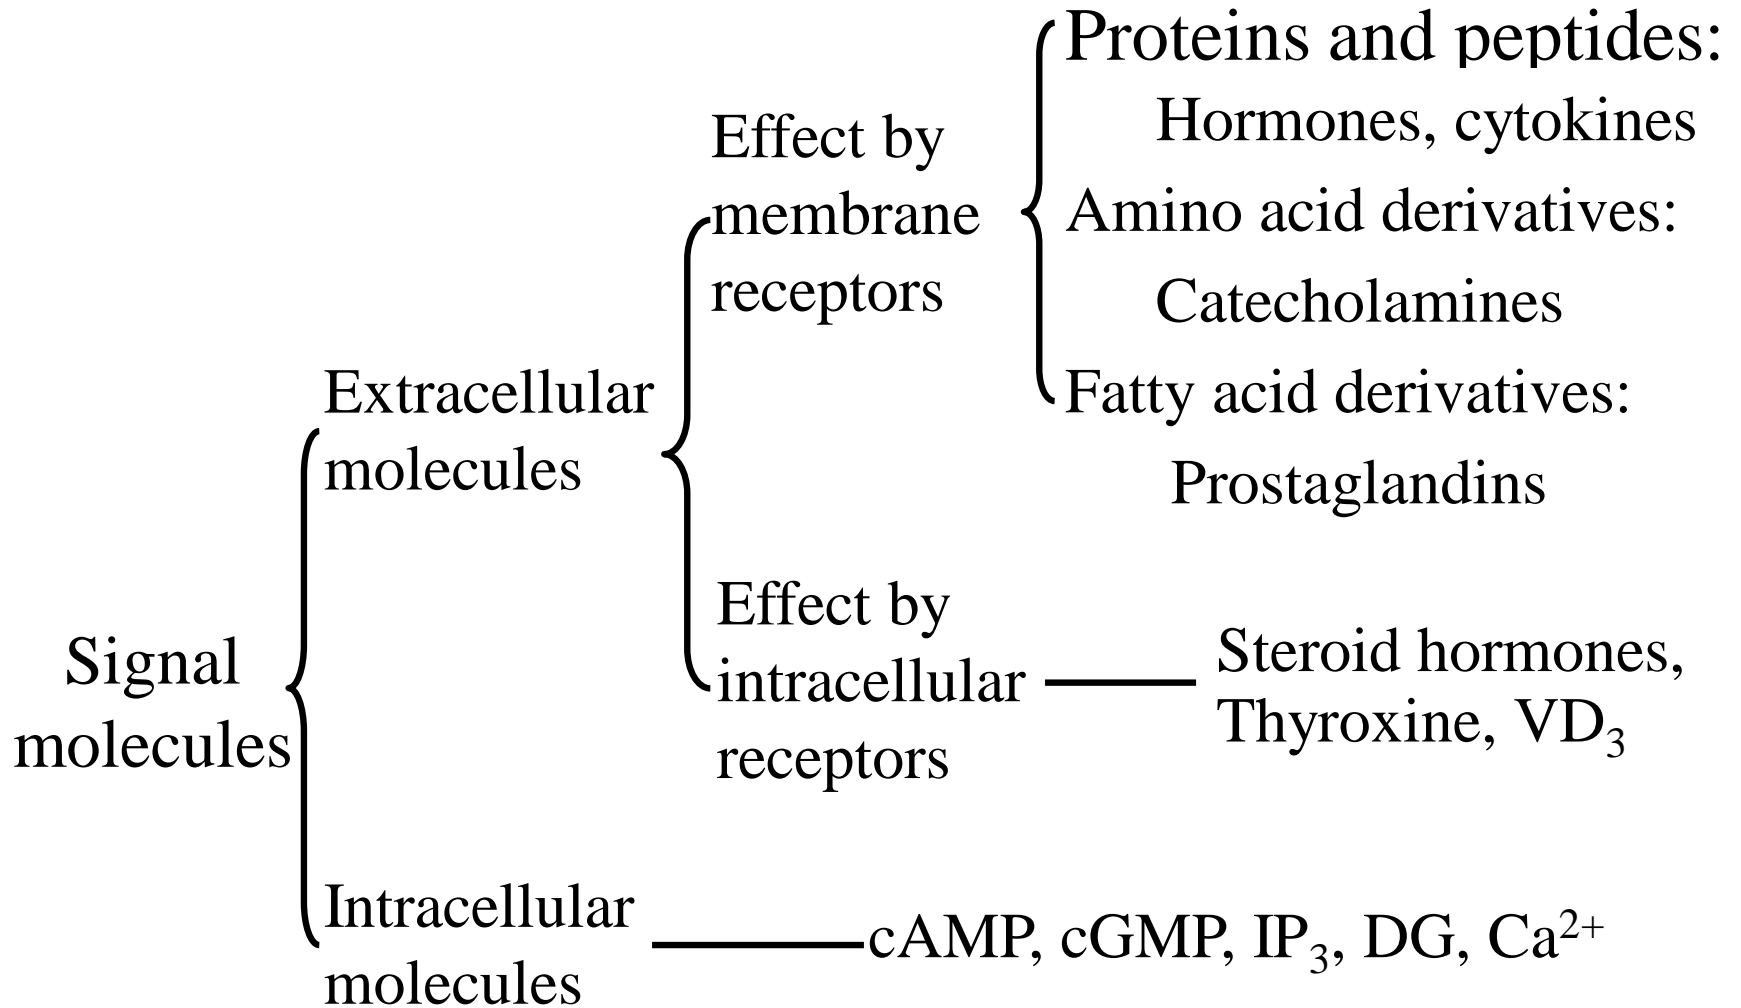 Proteins and peptides:
Hormones, cytokines
Effect by
membrane
receptors
Amino acid derivatives:
Catecholamines
Fatty acid derivatives:
Prostaglandins
Extracellular
molecules
Effect by
intracellular
receptors
Steroid hormones,
Thyroxine, VD₃
Signal
molecules
Intracellular
molecules
cAMP, cGMP, IP₃, DG, Ca²⁺